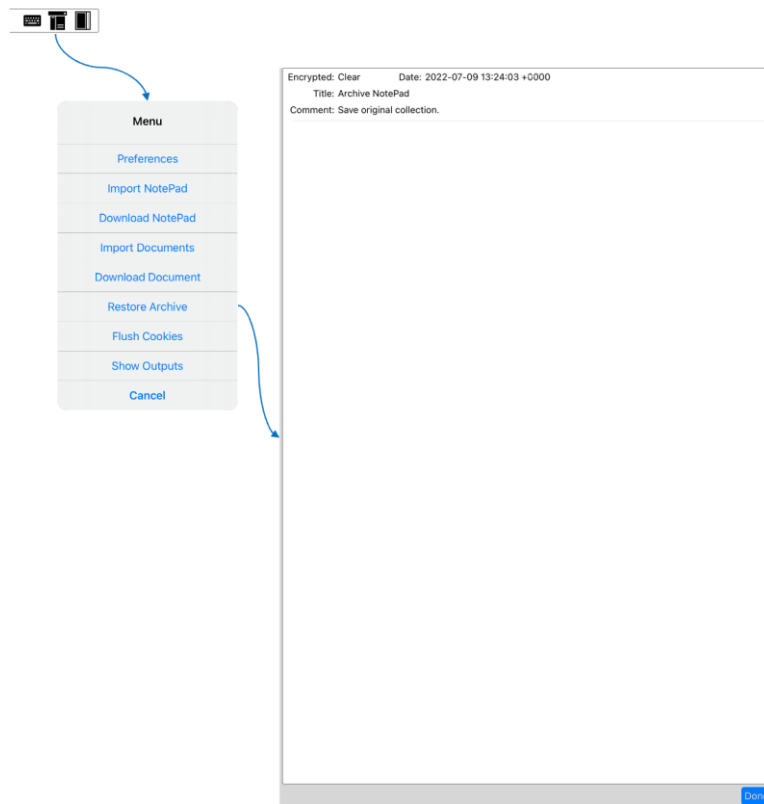 Menu
Preferences
Import NotePad
Download NotePad
Import Documents
Download Document
Restore Archive
Flush Cookies
Show Outputs
Cancel
Encrypted: Clear Date: 2022-07-09 13:24:03 +0000
Title: Archive NotePad
Comment: Save original collection.